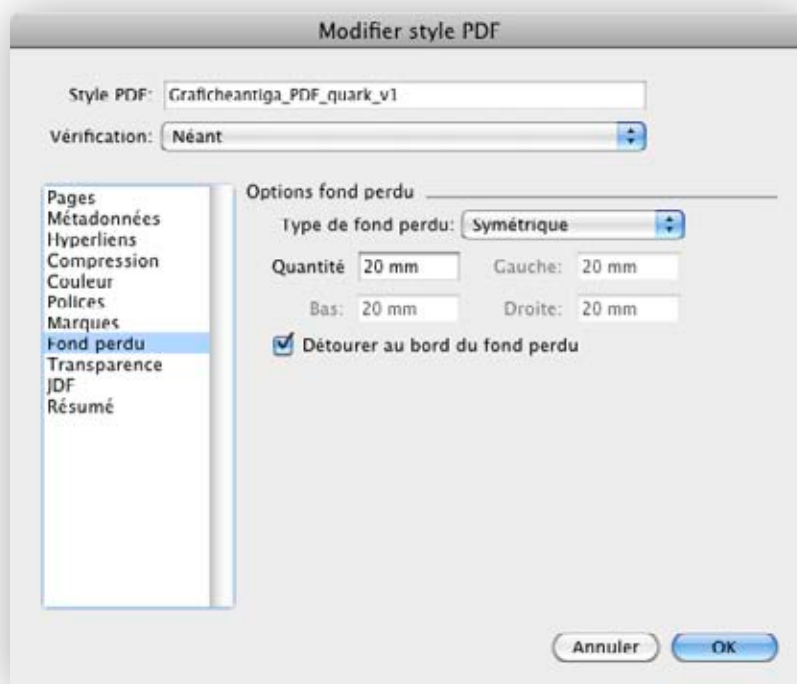 Modifier style PDF
Style PDF: Graficheantiga_PDF_quark_v1
Vérification: Néant
Pages
Métadonnées
Hyperliens
Compression
Couleur
Polices
Marques
Fond perdu
Transparence
JDF
Résumé
Options fond perdu
Type de fond perdu: Symétrique
Quantité 20 mm Gauche: 20 mm
Bas: 20 mm Droite: 20 mm
Détourer au bord du fond perdu
Annuler OK